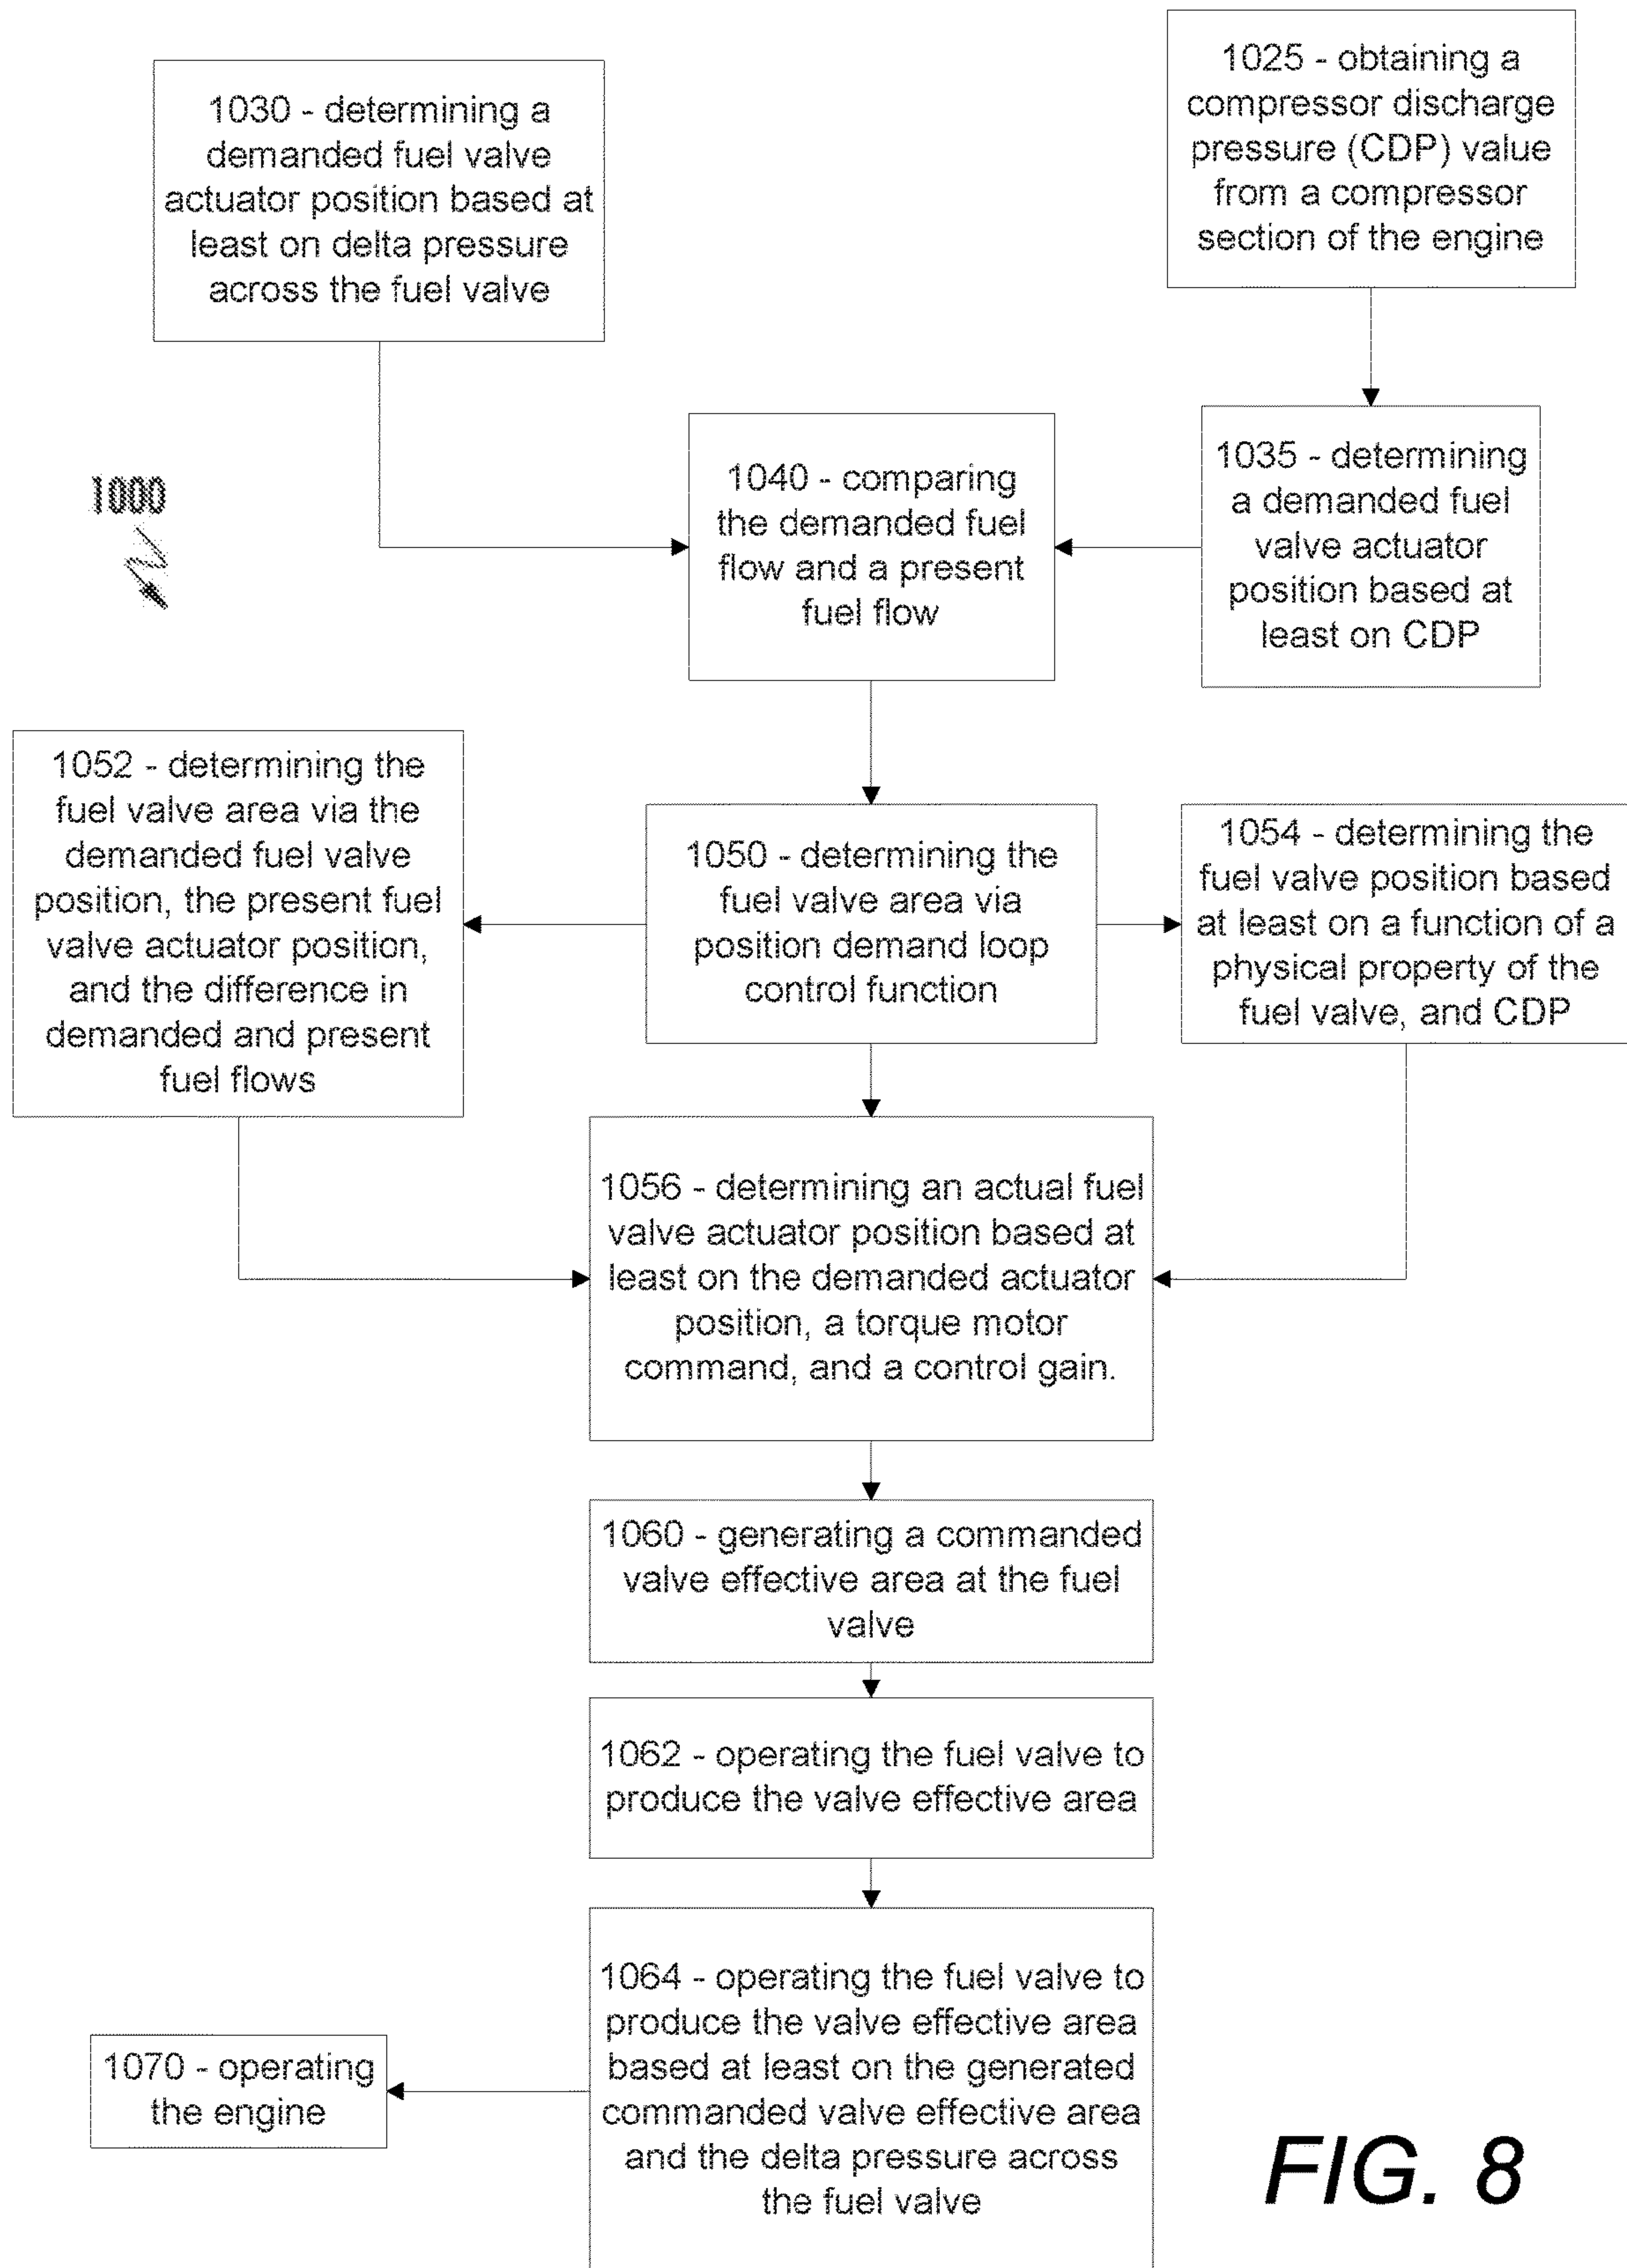 1030 - determining a
demanded fuel valve
actuator position based at
least on delta pressure
across the fuel valve
1025 - obtaining a
compressor discharge
pressure (CDP) value
from a compressor
section of the engine
1000
1040 - comparing
the demanded fuel
flow and a present
fuel flow
1035 - determining
a demanded fuel
valve actuator
position based at
least on CDP
1052 - determining the
fuel valve area via the
demanded fuel valve
position, the present fuel
valve actuator position,
and the difference in
demanded and present
fuel flows
1050 - determining the
fuel valve area via
position demand loop
control function
1054 - determining the
fuel valve position based
at least on a function of a
physical property of the
fuel valve, and CDP
1056 - determining an actual fuel
valve actuator position based at
least on the demanded actuator
position, a torque motor
command, and a control gain.
1060 - generating a commanded
valve effective area at the fuel
valve
1062 - operating the fuel valve to
produce the valve effective area
1064 - operating the fuel valve to
produce the valve effective area
based at least on the generated
commanded valve effective area
and the delta pressure across
the fuel valve
1070 - operating
the engine
FIG. 8